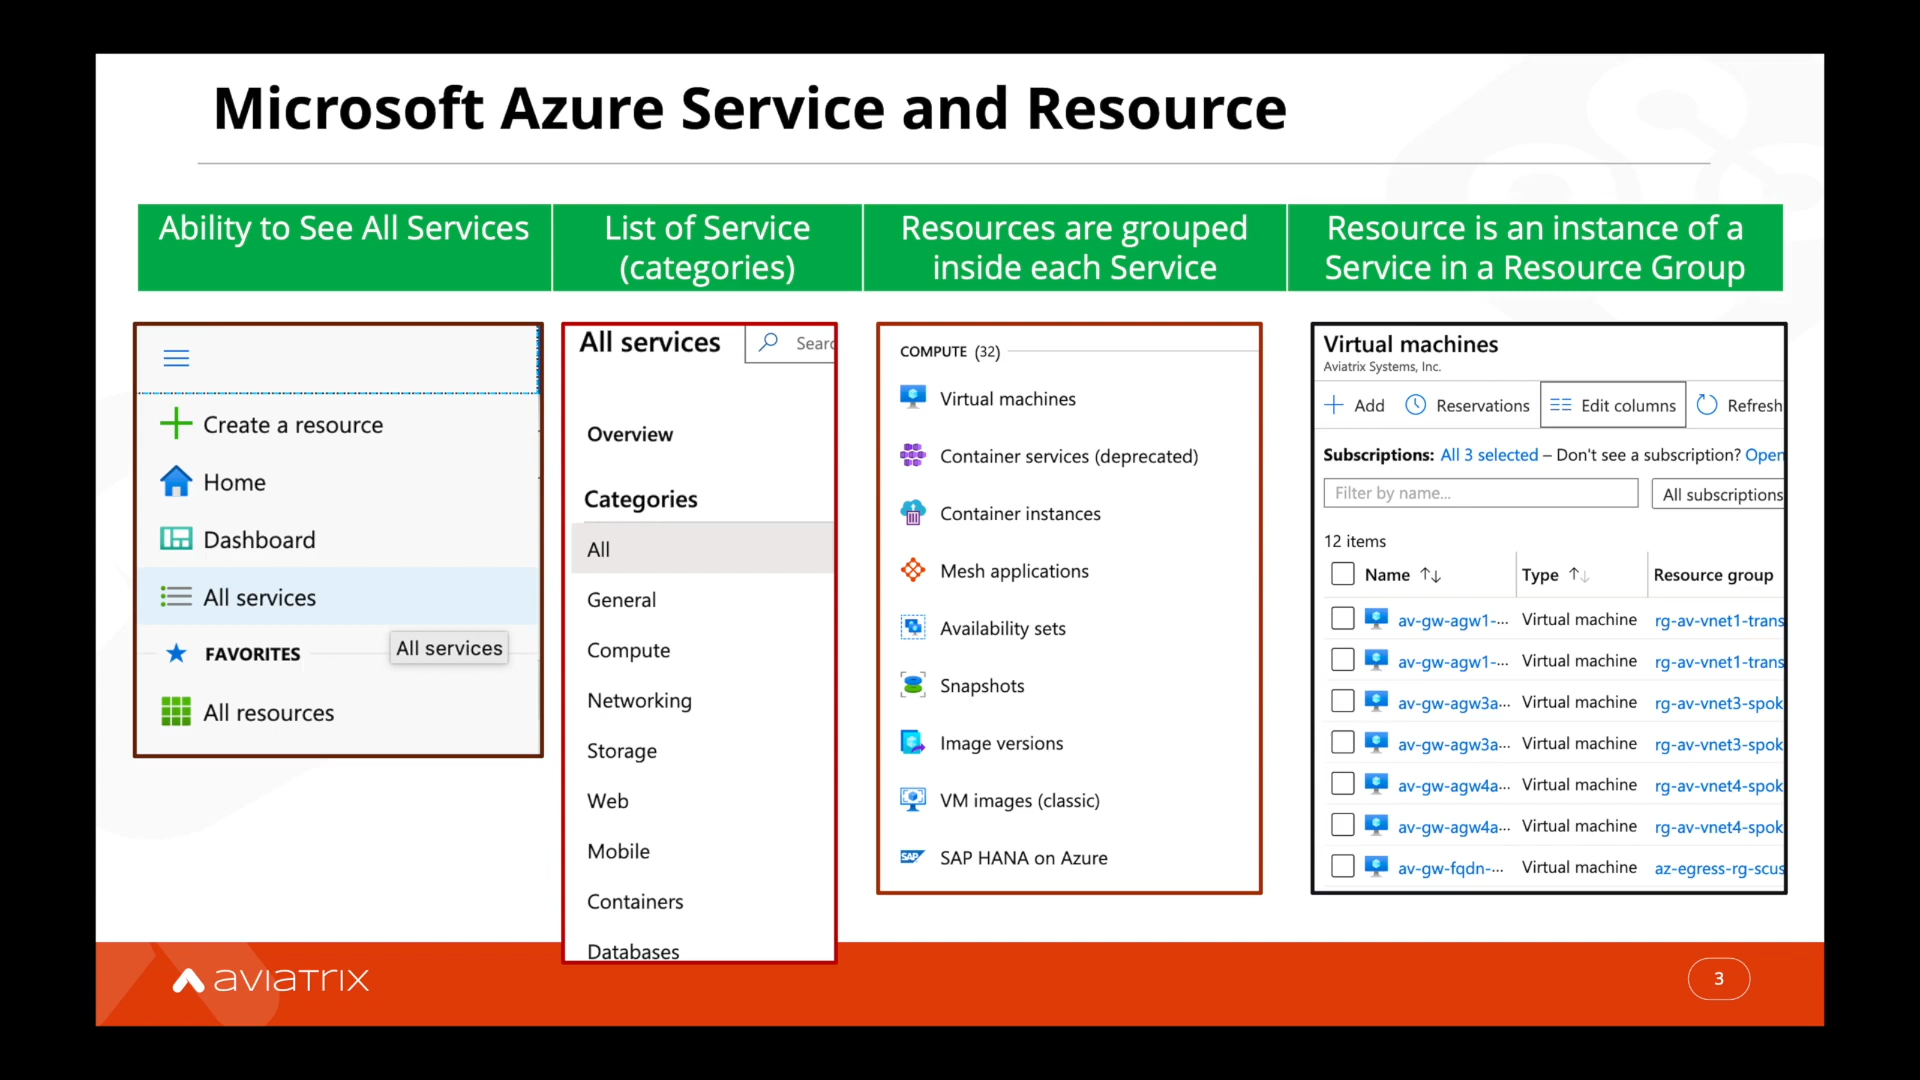 Microsoft Azure Service and Resource
Ability to See All Services
List of Service
(categories)
Resources are grouped
inside each Service
Resource is an instance of a
Service in a Resource Group
Create a resource
Home
Dashboard
All services
FAVORITES
All services
All resources
All services
Sear
Overview
Categories
All
General
Compute
Networking
Storage
Web
Mobile
Containers
Databases
COMPUTE (32)
Virtual machines
Container services (deprecated)
Container instances
Mesh applications
Availability sets
Snapshots
Image versions
VM images (classic)
SAP SAP HANA on Azure
Virtual machines
Aviatrix Systems, Inc.
Add Reservations Edit columns Refresh
Subscriptions: All 3 selected – Don't see a subscription? Open
Filter by name... All subscriptions
12 items
Name ↑↓ Type ↑↓ Resource group
av-gw-agw1-... Virtual machine rg-av-vnet1-trans
av-gw-agw1-... Virtual machine rg-av-vnet1-trans
av-gw-agw3a... Virtual machine rg-av-vnet3-spok
av-gw-agw3a... Virtual machine rg-av-vnet3-spok
av-gw-agw4a... Virtual machine rg-av-vnet4-spok
av-gw-agw4a... Virtual machine rg-av-vnet4-spok
av-gw-fqdn-... Virtual machine az-egress-rg-scus
aviatrix
3